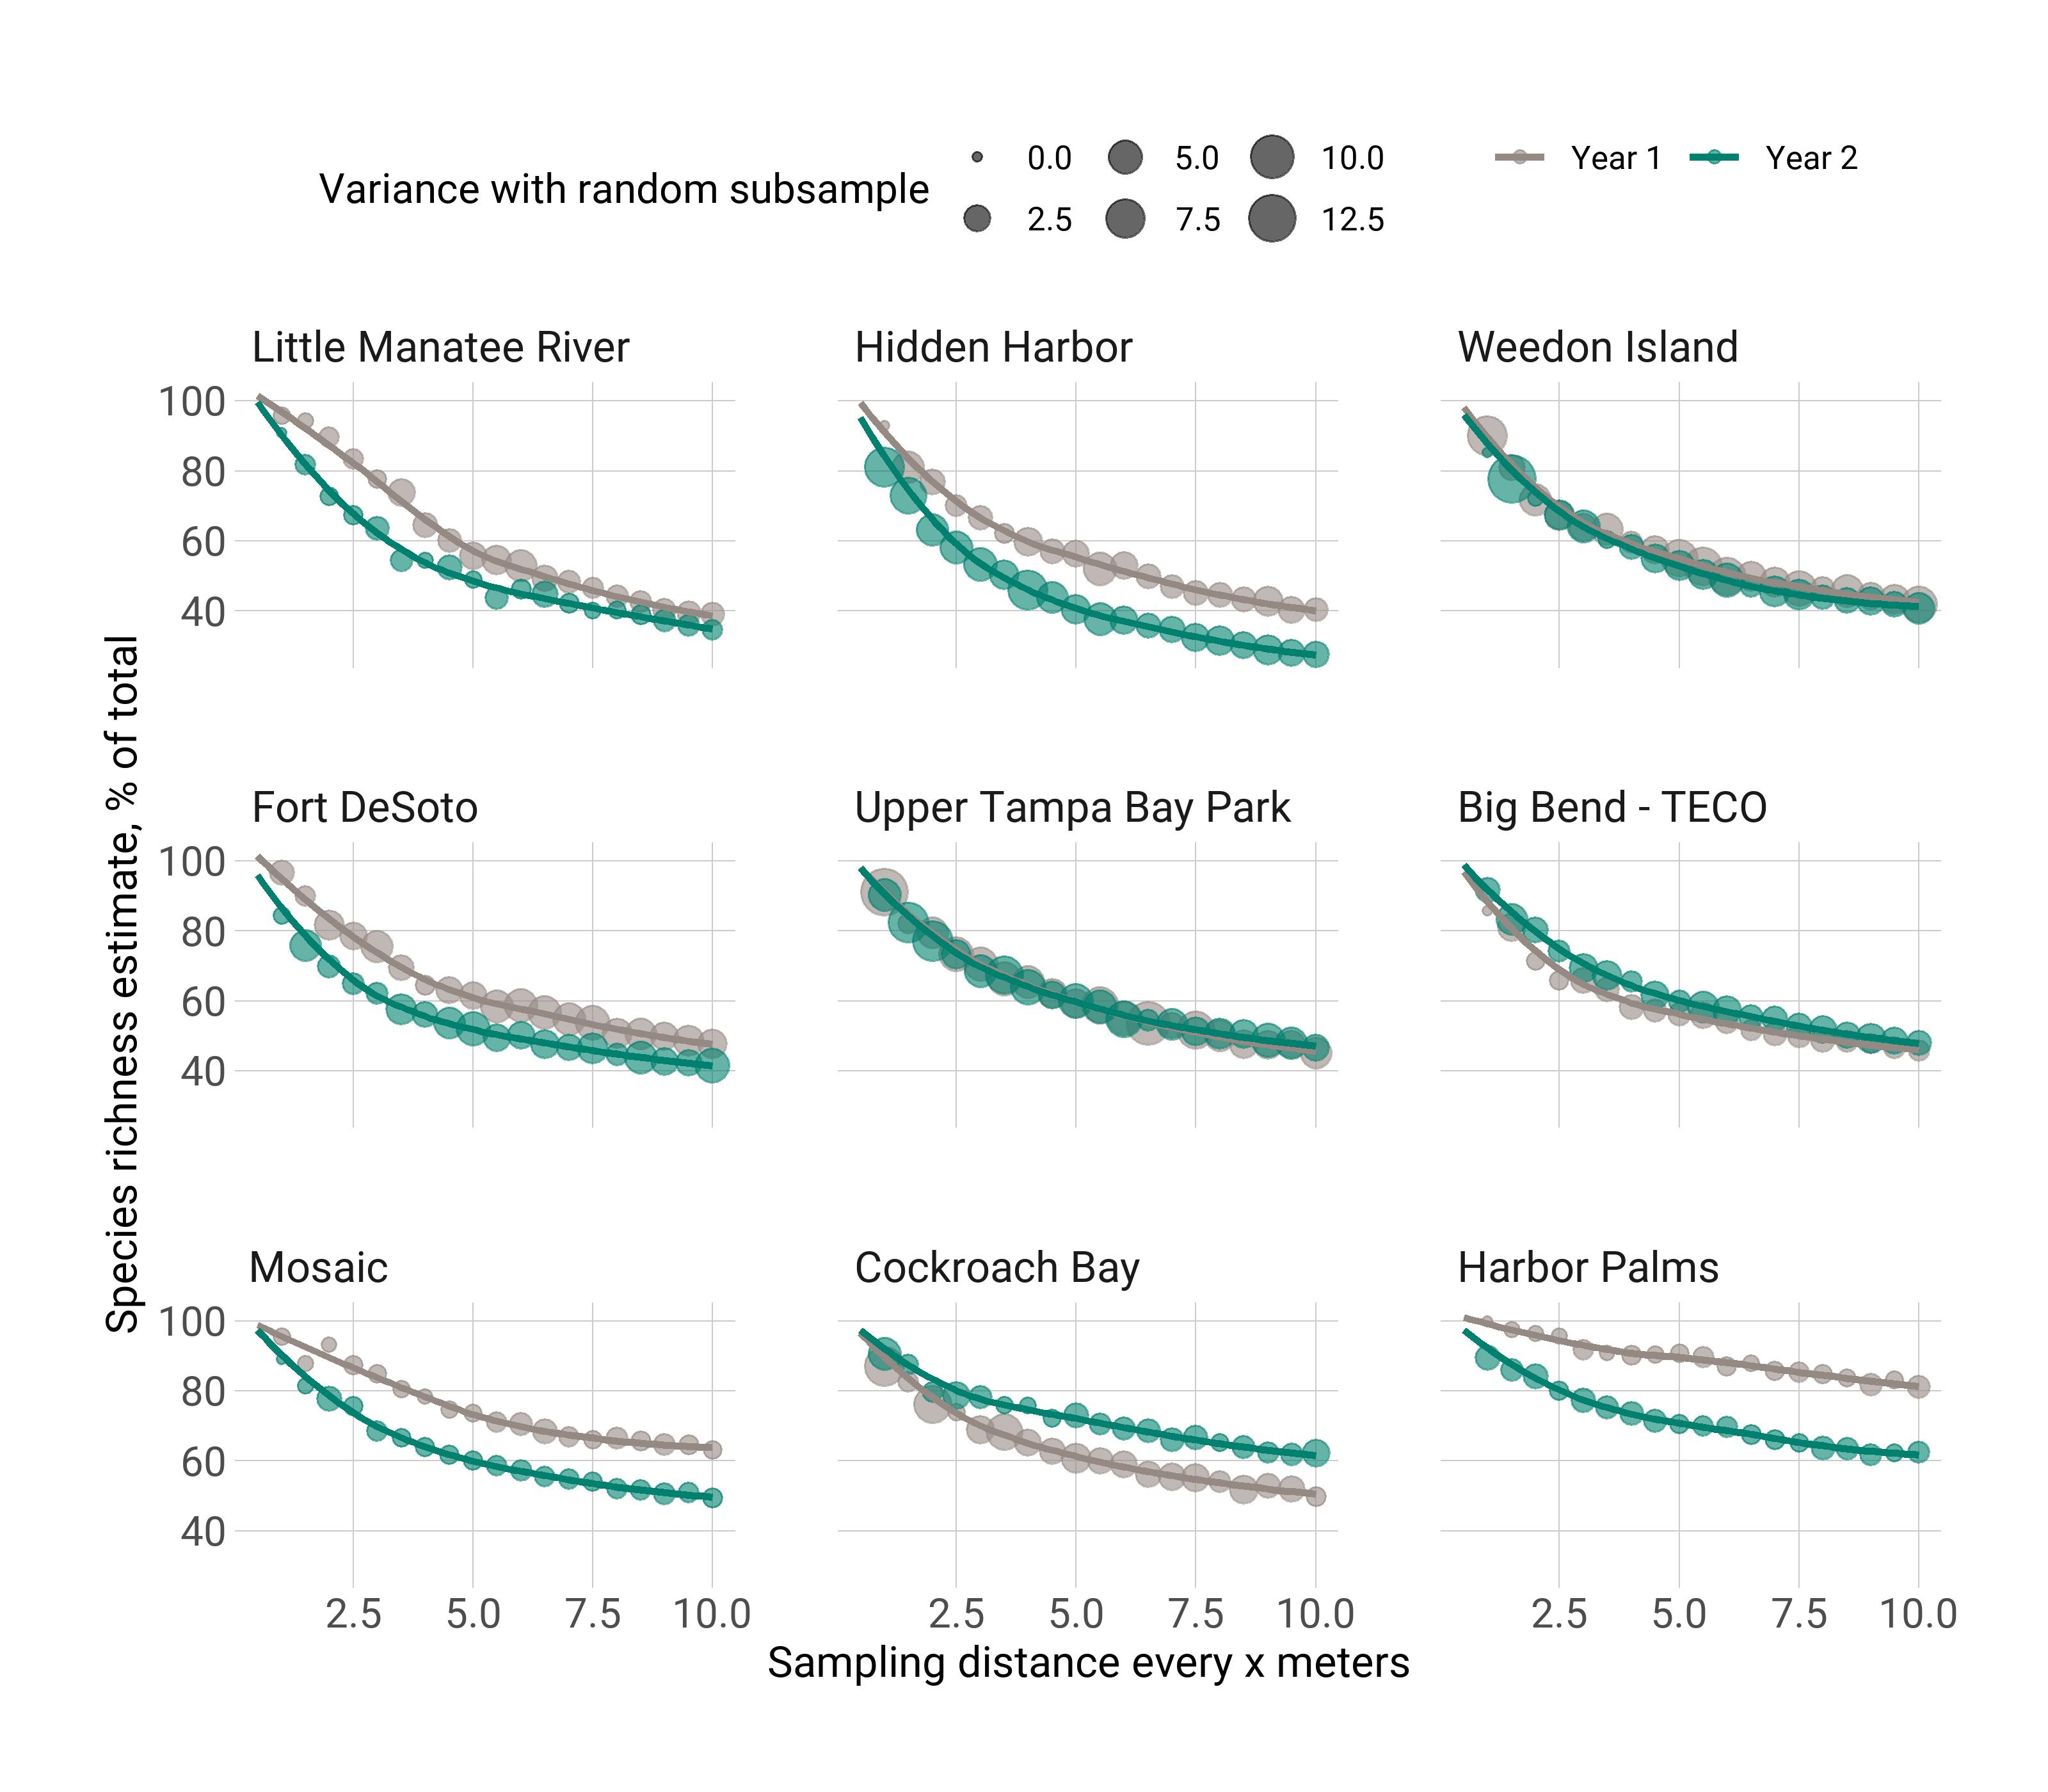 Variance with random subsample
0.0 5.0 10.0
2.5 7.5 12.5
Year 1 Year 2
Species richness estimate, % of total
Little Manatee River Hidden Harbor Weedon Island
100
80
60
40
Fort DeSoto Upper Tampa Bay Park Big Bend - TECO
100
80
60
40
Mosaic Cockroach Bay Harbor Palms
100
80
60
40
2.5 5.0 7.5 10.0 2.5 5.0 7.5 10.0 2.5 5.0 7.5 10.0
Sampling distance every x meters